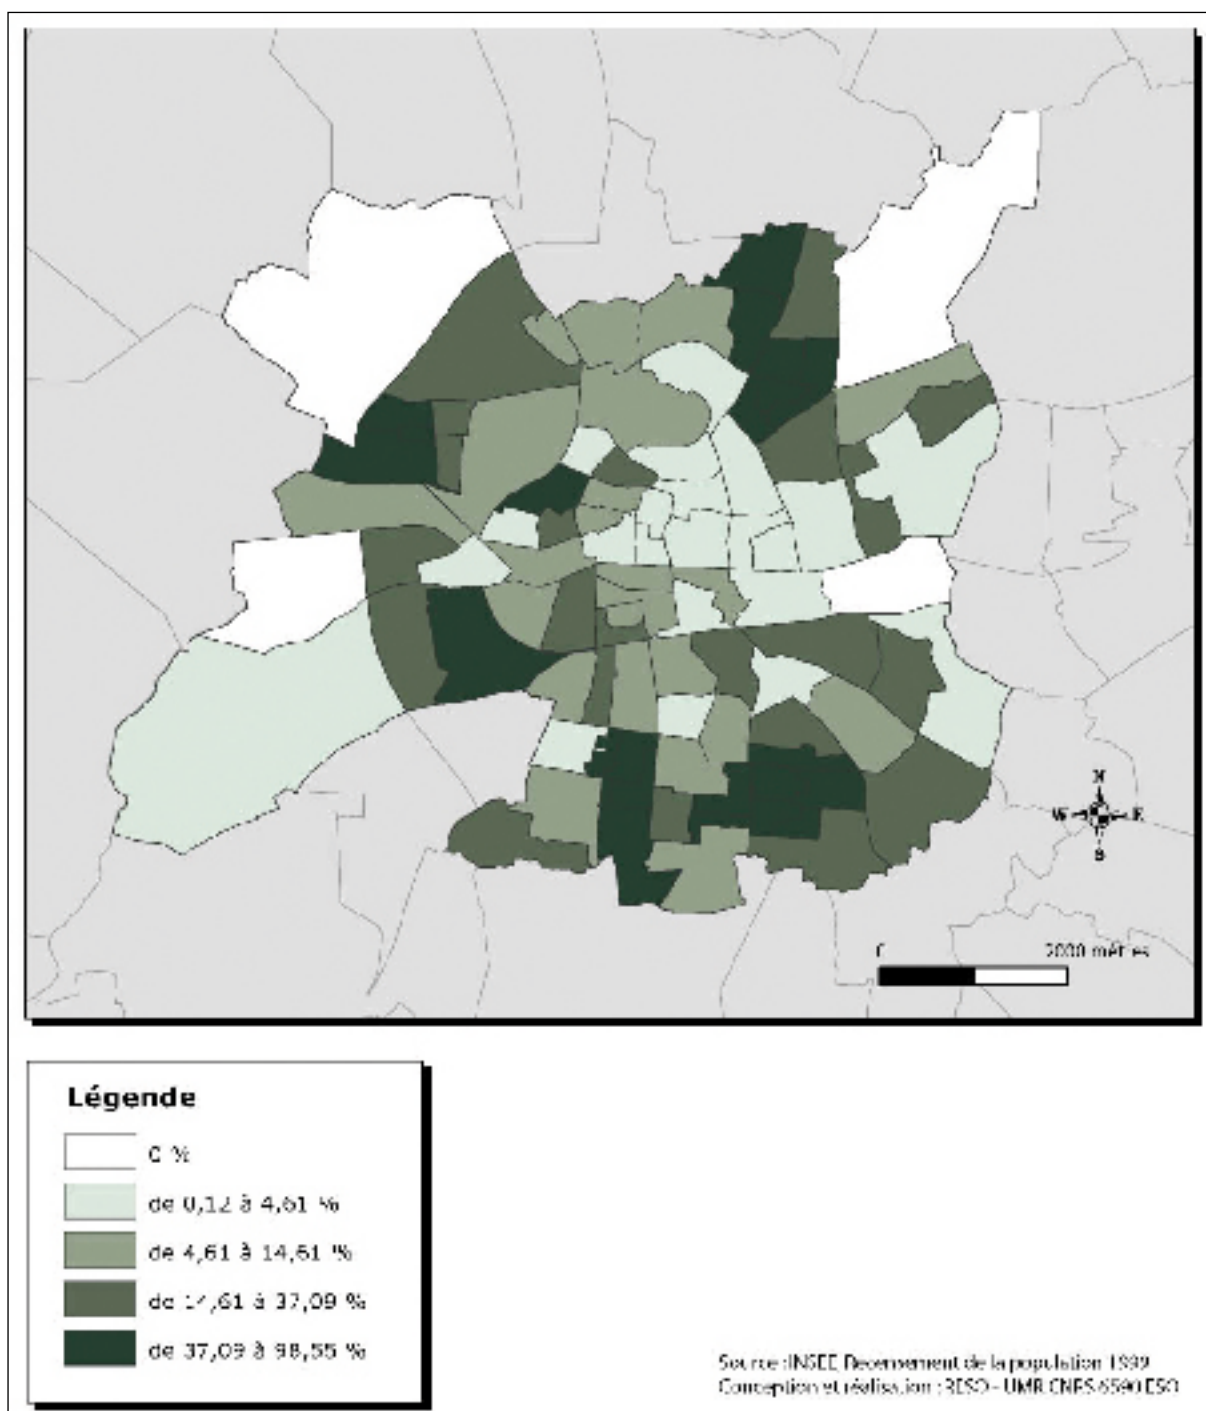 N
W E
S
0 2000 mètres
Légende
0 %
de 0,12 à 4,61 %
de 4,61 à 14,61 %
de 14,61 à 37,09 %
de 37,09 à 98,55 %
Source :INSEE Recensement de la population 1999
Conception et réalisation : RESO - UMR CNRS 6590 ESO